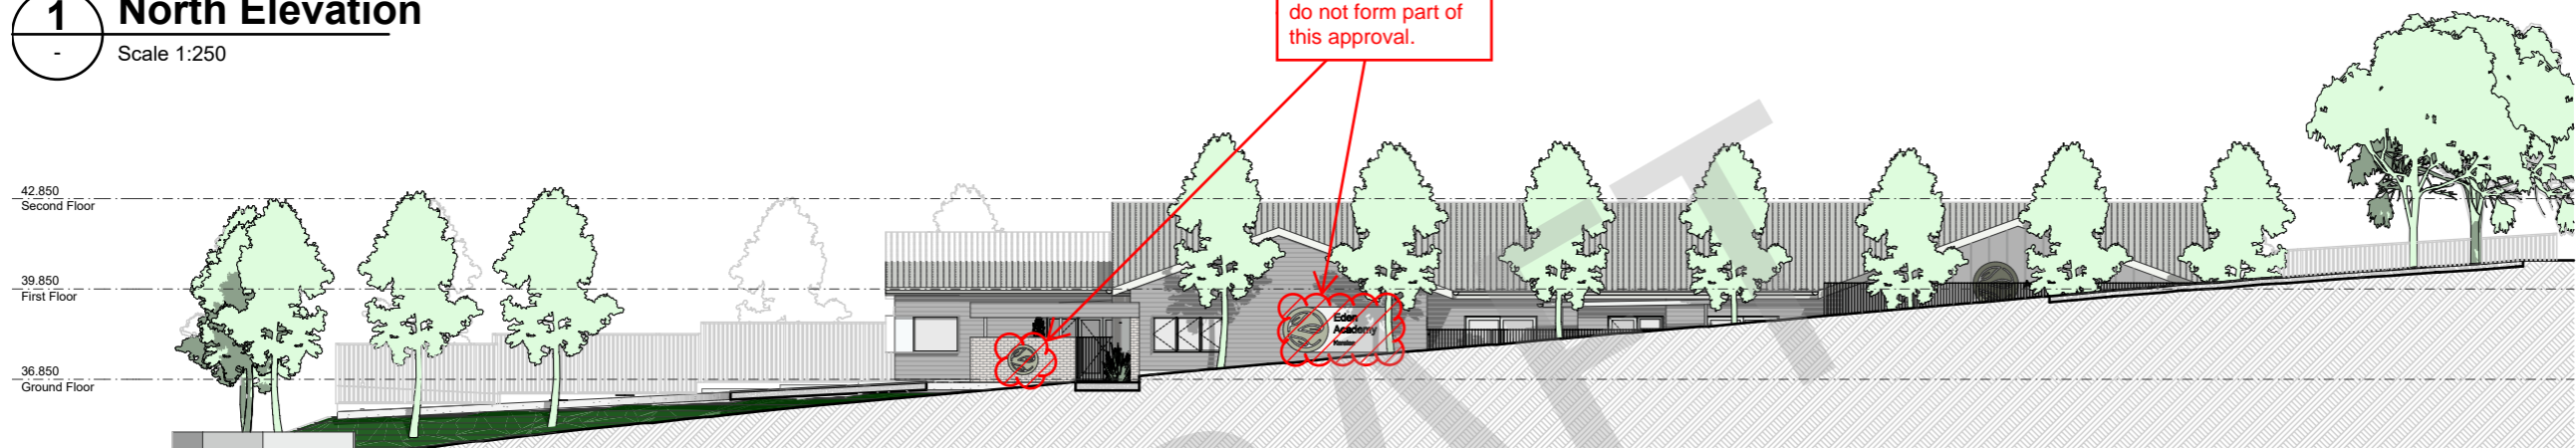 1
North Elevation
-
Scale 1:250
do not form part of
this approval.
42.850
Second Floor
39.850
First Floor
36.850
Ground Floor
Eden
Academy
DRAFT